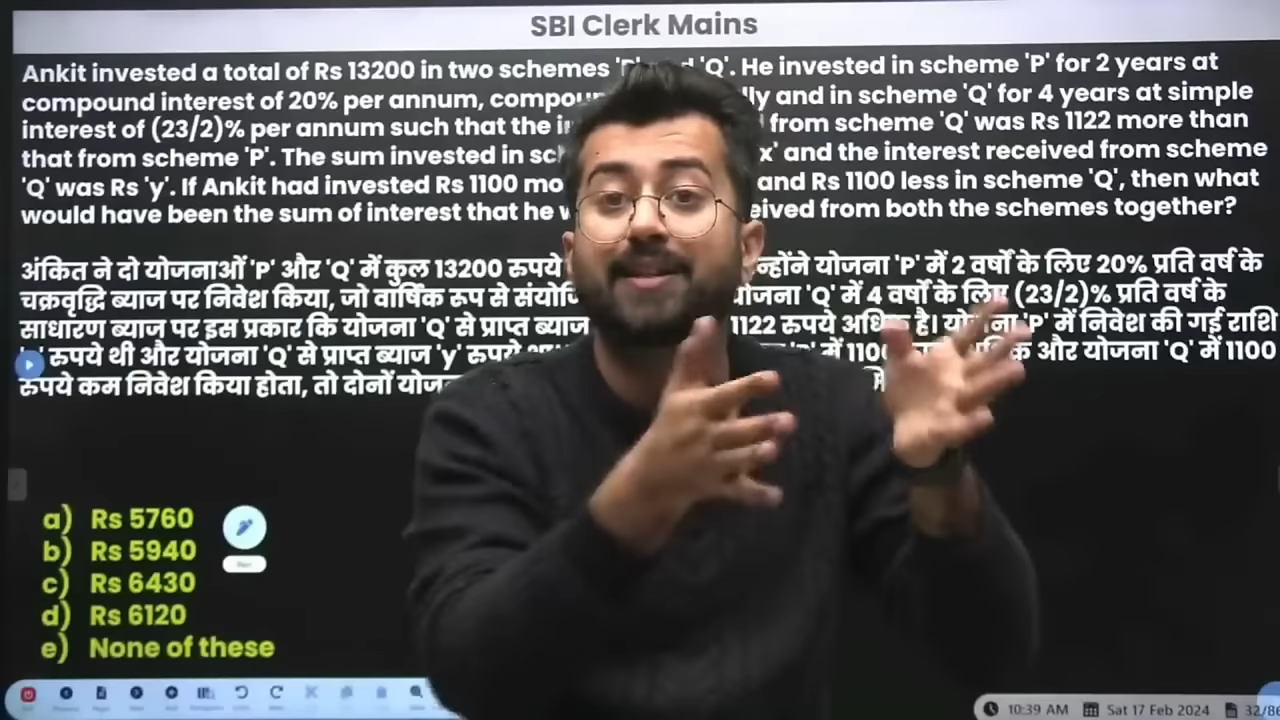 SBI Clerk Mains
Ankit invested a total of Rs 13200 in two schemes 'P' and 'Q'. He invested in scheme 'P' for 2 years at
compound interest of 20% per annum, compou lly and in scheme 'Q' for 4 years at simple
interest of (23/2)% per annum such that the from scheme 'Q' was Rs 1122 more than
that from scheme 'P'. The sum invested in x' and the interest received from scheme
'Q' was Rs 'y'. If Ankit had invested Rs 1100 mo and Rs 1100 less in scheme 'Q', then what
would have been the sum of interest that he eived from both the schemes together?
अंकित ने दो योजनाओं 'P' और 'Q' में कुल 13200 रुपये न्होंने योजना 'P' में 2 वर्षों के लिए 20% प्रति वर्ष के
चक्रवृद्धि ब्याज पर निवेश किया, जो वार्षिक रूप से संयोजि योजना 'Q' में 4 वर्षों के लिए (23/2)% प्रति वर्ष के
साधारण ब्याज पर इस प्रकार कि योजना 'Q' से प्राप्त ब्याज 1122 रुपये अधिक है। योजना 'P' में निवेश की गई राशि
रुपये थी और योजना 'Q' से प्राप्त ब्याज 'y' रुपये में और योजना 'Q' में 1100
रुपये कम निवेश किया होता, तो दोनों
a) Rs 5760
b) Rs 5940
c) Rs 6430
d) Rs 6120
e) None of these
10:39 AM Sat 17 Feb 2024 32/86